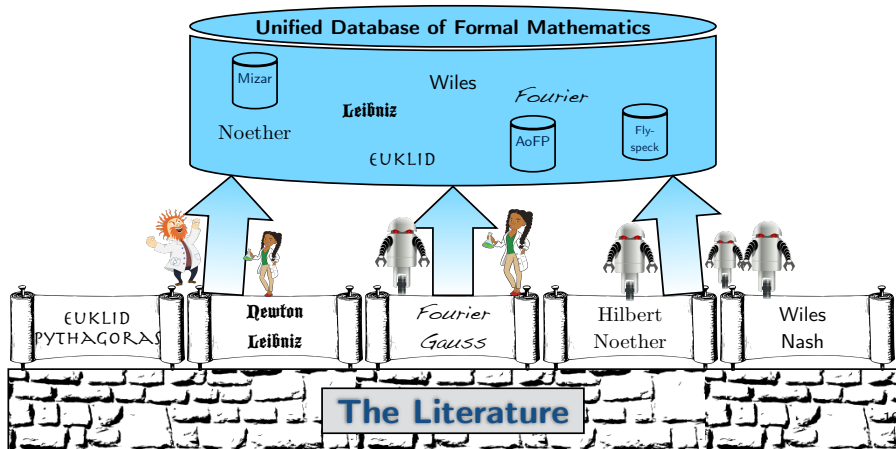 Unified Database of Formal Mathematics
Mizar
Wiles
Fourier
Leibniz
Noether
AoFP
Fly-
speck
EUKLID
EUKLID
PYTHAGORAS
Newton
Leibniz
Fourier
Gauss
Hilbert
Noether
Wiles
Nash
The Literature